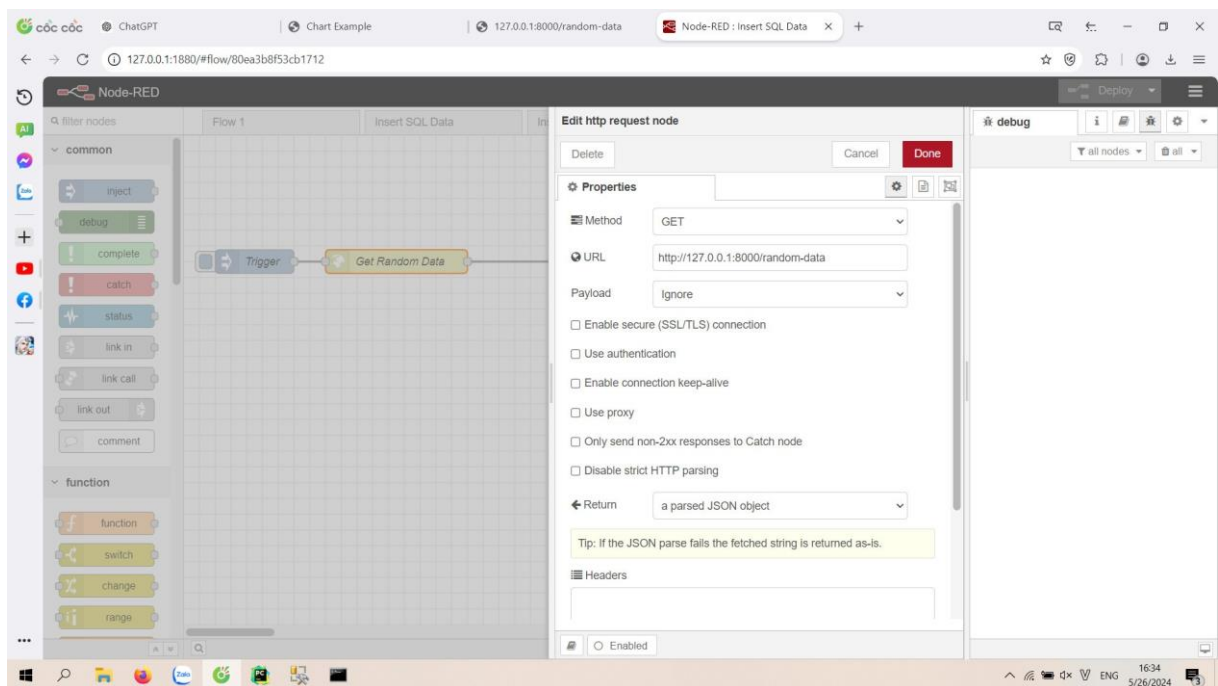 cốc cốc ChatGPT Chart Example 127.0.0.1:8000/random-data Node-RED : Insert SQL Data
127.0.0.1:1880/#flow/80ea3b8f53cb1712
Node-RED Deploy
filter nodes Flow 1 Insert SQL Data Ins
common
inject
debug
complete
catch
status
link in
link call
link out
comment
function
function
switch
change
range
Trigger Get Random Data
Edit http request node
Delete Cancel Done
Properties
Method GET
URL http://127.0.0.1:8000/random-data
Payload Ignore
Enable secure (SSL/TLS) connection
Use authentication
Enable connection keep-alive
Use proxy
Only send non-2xx responses to Catch node
Disable strict HTTP parsing
Return a parsed JSON object
Tip: If the JSON parse fails the fetched string is returned as-is.
Headers
Enabled
debug i
all nodes all
AI
Zalo
Zalo PC
ENG 16:34
5/26/2024 3